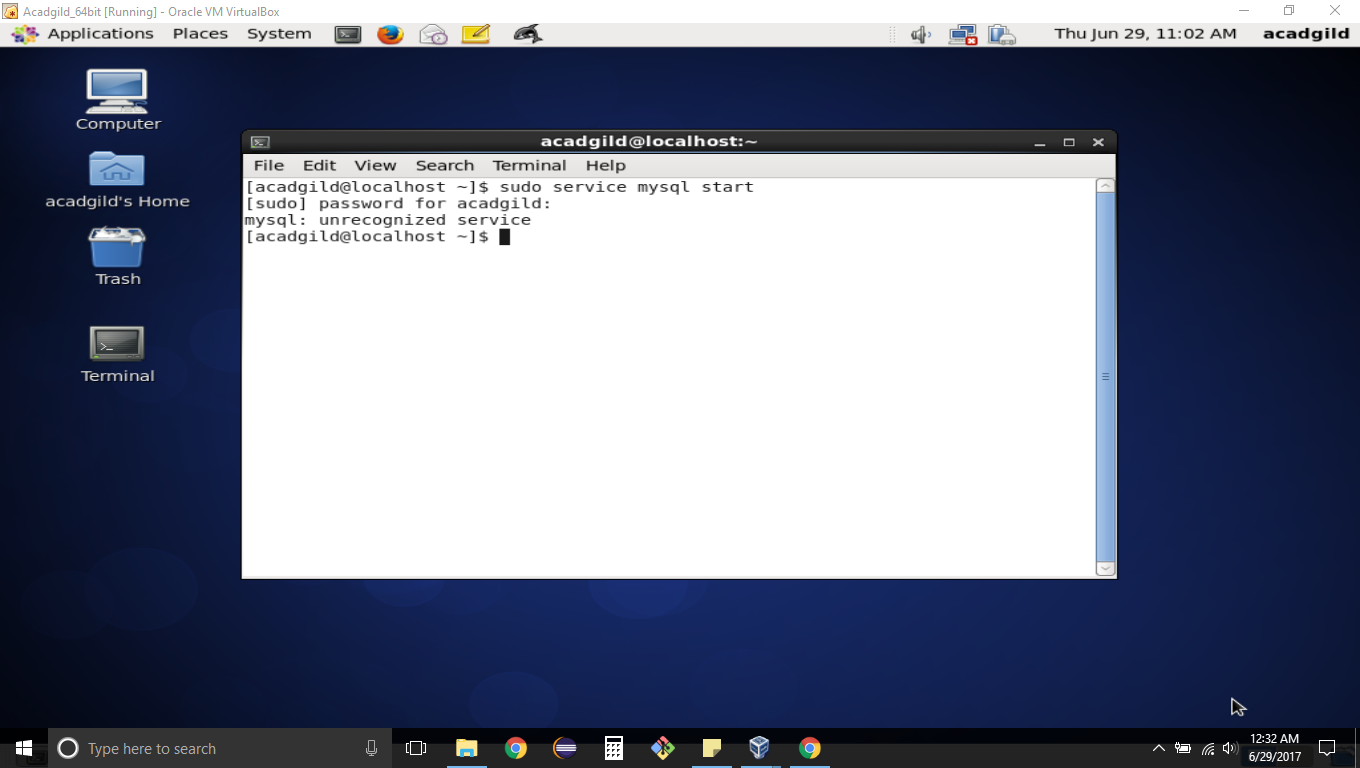 Acadgild_64bit [Running] - Oracle VM VirtualBox
Applications Places System Thu Jun 29, 11:02 AM acadgild
Computer
acadgild's Home
Trash
Terminal
acadgild@localhost:~
File Edit View Search Terminal Help
[acadgild@localhost ~]$ sudo service mysql start
[sudo] password for acadgild:
mysql: unrecognized service
[acadgild@localhost ~]$
Type here to search
12:32 AM
6/29/2017